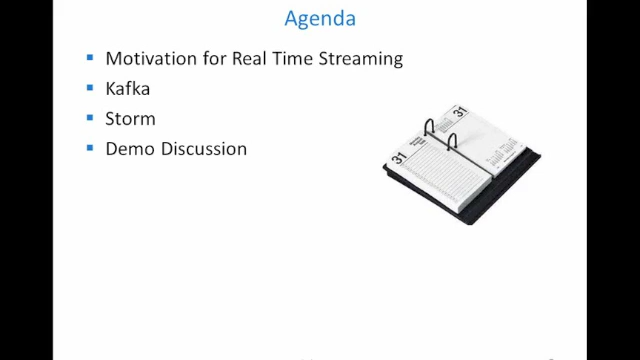 Agenda
Motivation for Real Time Streaming
Kafka
Storm
Demo Discussion
31
31